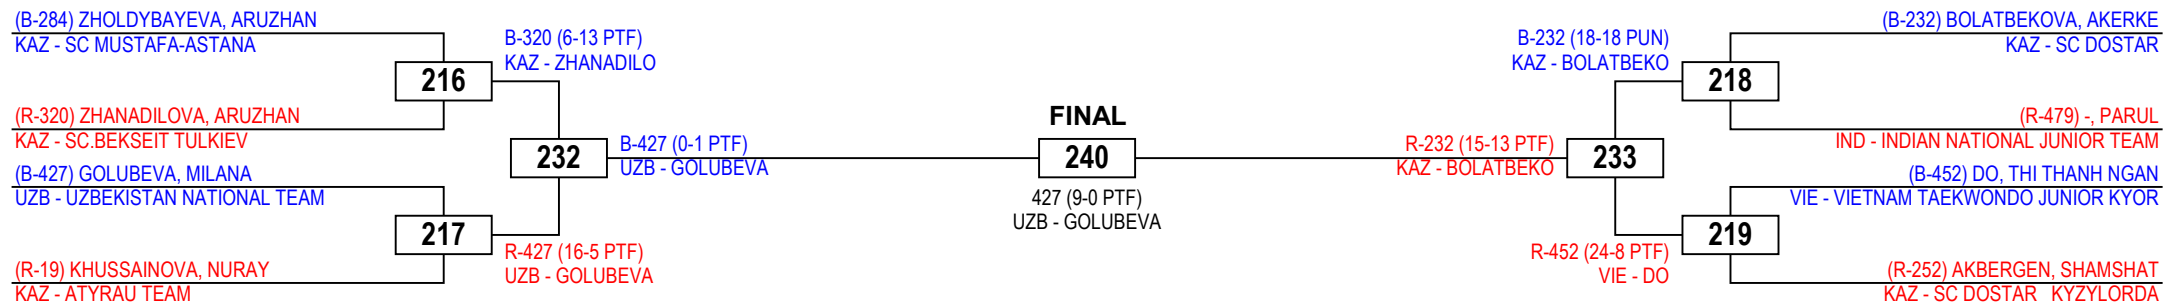 (B-284) ZHOLDYBAYEVA, ARUZHAN
KAZ - SC MUSTAFA-ASTANA
216
(R-320) ZHANADILOVA, ARUZHAN
KAZ - SC.BEKSEIT TULKIEV
B-320 (6-13 PTF)
KAZ - ZHANADILO
232
(B-427) GOLUBEVA, MILANA
UZB - UZBEKISTAN NATIONAL TEAM
217
(R-19) KHUSSAINOVA, NURAY
KAZ - ATYRAU TEAM
R-427 (16-5 PTF)
UZB - GOLUBEVA
B-427 (0-1 PTF)
UZB - GOLUBEVA
FINAL
240
427 (9-0 PTF)
UZB - GOLUBEVA
R-232 (15-13 PTF)
KAZ - BOLATBEKO
233
B-232 (18-18 PUN)
KAZ - BOLATBEKO
218
(B-232) BOLATBEKOVA, AKERKE
KAZ - SC DOSTAR
(R-479) -, PARUL
IND - INDIAN NATIONAL JUNIOR TEAM
R-452 (24-8 PTF)
VIE - DO
219
(B-452) DO, THI THANH NGAN
VIE - VIETNAM TAEKWONDO JUNIOR KYOR
(R-252) AKBERGEN, SHAMSHAT
KAZ - SC DOSTAR KYZYLORDA